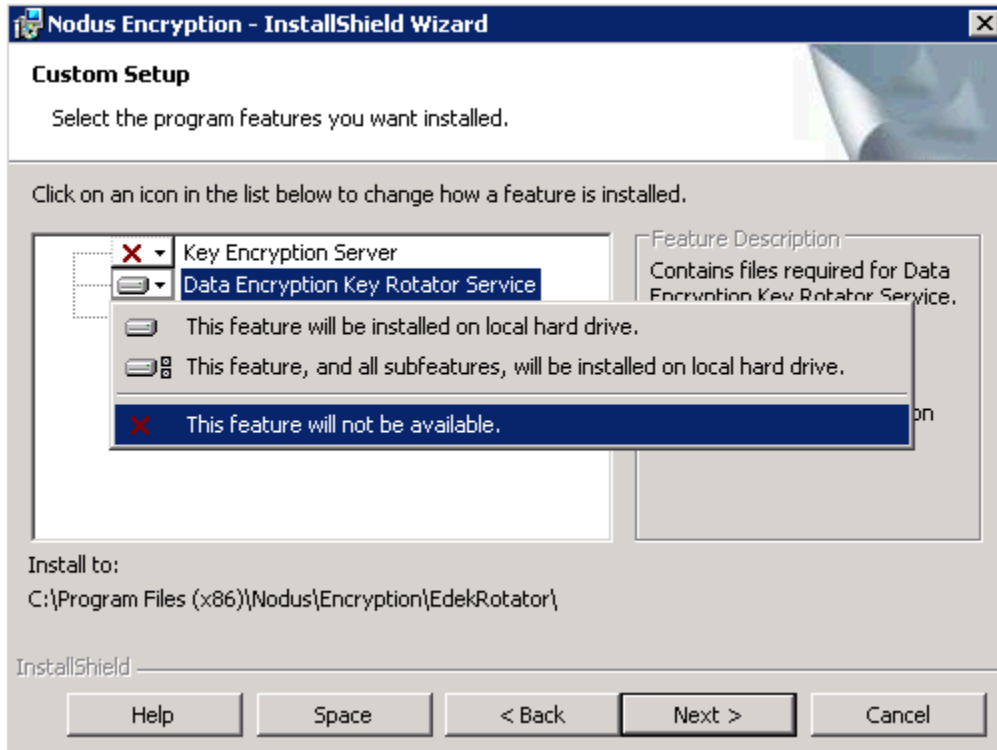 Nodus Encryption - InstallShield Wizard
Custom Setup
Select the program features you want installed.
Click on an icon in the list below to change how a feature is installed.
Key Encryption Server
Data Encryption Key Rotator Service
This feature will be installed on local hard drive.
This feature, and all subfeatures, will be installed on local hard drive.
This feature will not be available.
Feature Description
Contains files required for Data
Encryption Key Rotator Service.
Install to:
C:\Program Files (x86)\Nodus\Encryption\EdekRotator\
InstallShield
Help
Space
< Back
Next >
Cancel